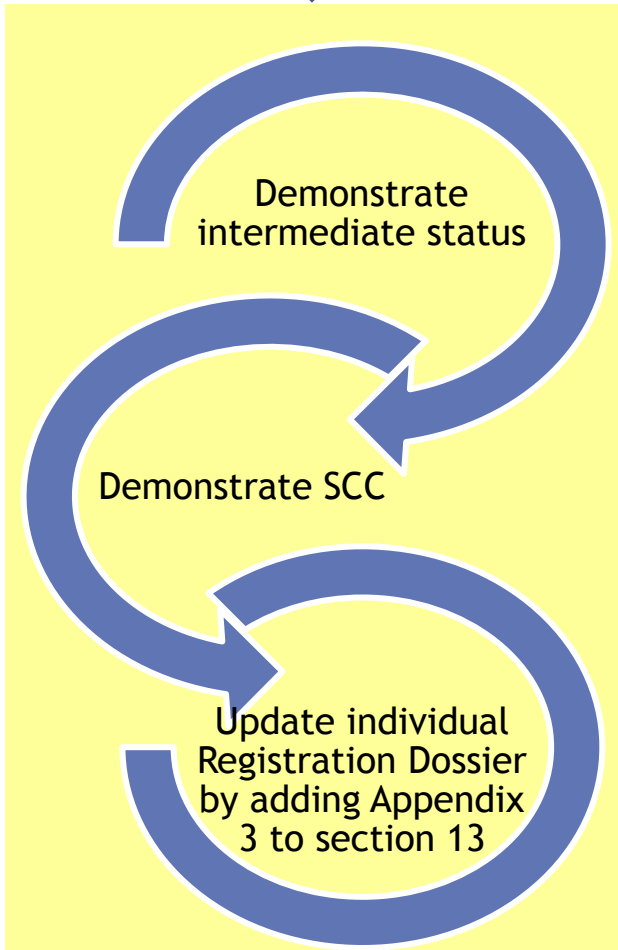 Demonstrate
intermediate status
Demonstrate SCC
Update individual
Registration Dossier
by adding Appendix
3 to section 13